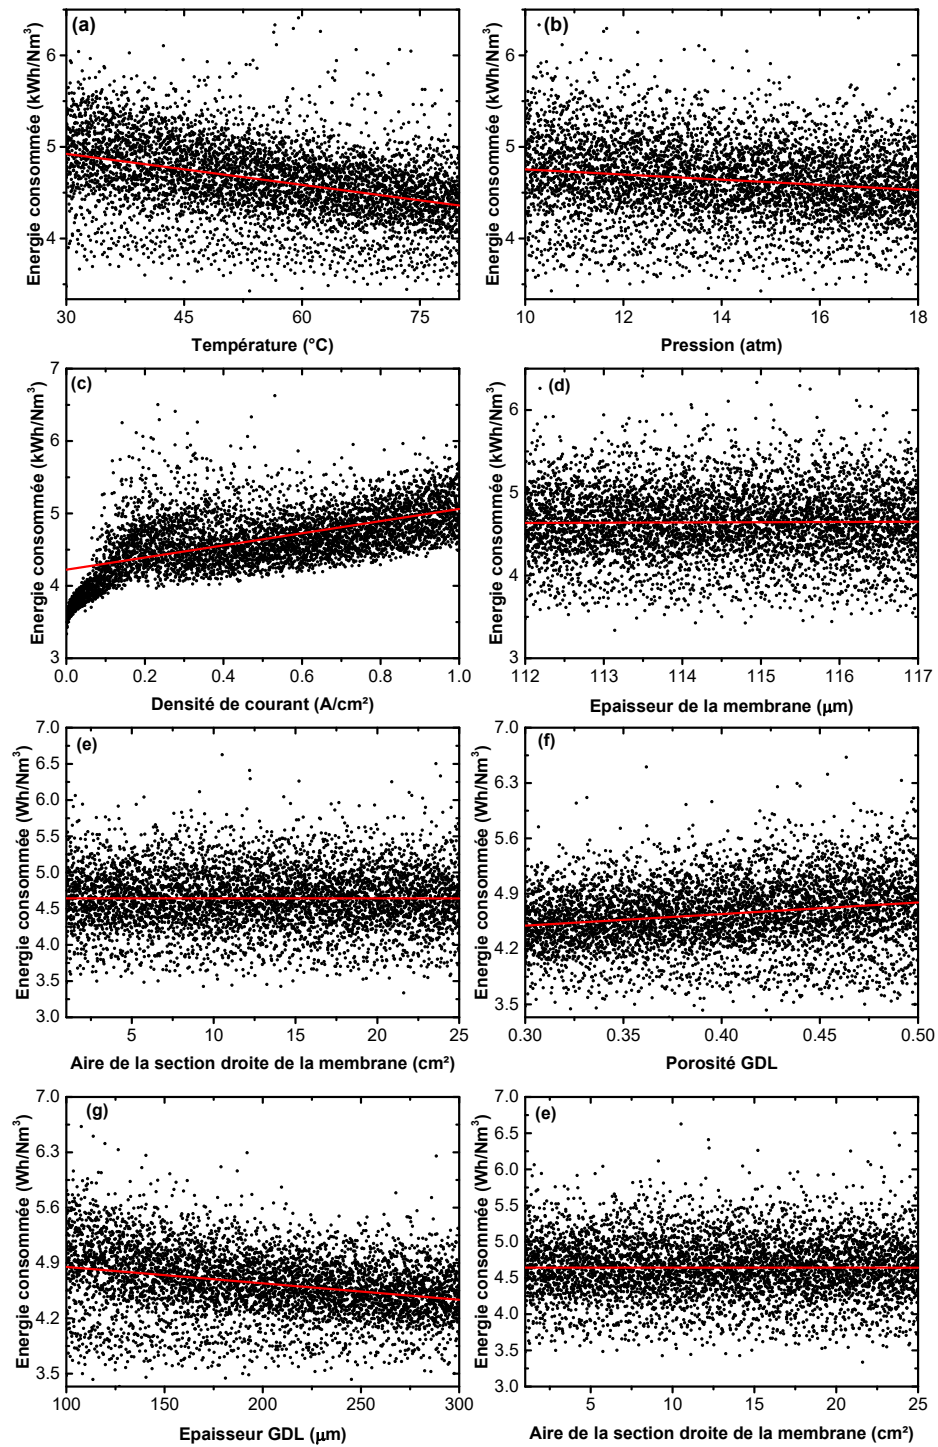 (a)
Energie consommée (kWh/Nm³)
6
5
4
30 45 60 75
Température (°C)
(b)
Energie consommée (kWh/Nm³)
6
5
4
10 12 14 16 18
Pression (atm)
(c)
Energie consommée (kWh/Nm³)
7
6
5
4
3
0.0 0.2 0.4 0.6 0.8 1.0
Densité de courant (A/cm²)
(d)
Energie consommée (kWh/Nm³)
6
5
4
3
112 113 114 115 116 117
Epaisseur de la membrane (μm)
(e)
Energie consommée (Wh/Nm³)
7.0
6.5
6.0
5.5
5.0
4.5
4.0
3.5
3.0
5 10 15 20 25
Aire de la section droite de la membrane (cm²)
(f)
Energie consommée (Wh/Nm³)
7.0
6.3
5.6
4.9
4.2
3.5
0.30 0.35 0.40 0.45 0.50
Porosité GDL
(g)
Energie consommée (Wh/Nm³)
7.0
6.3
5.6
4.9
4.2
3.5
100 150 200 250 300
Epaisseur GDL (μm)
(e)
Energie consommée (Wh/Nm³)
7.0
6.5
6.0
5.5
5.0
4.5
4.0
3.5
3.0
5 10 15 20 25
Aire de la section droite de la membrane (cm²)